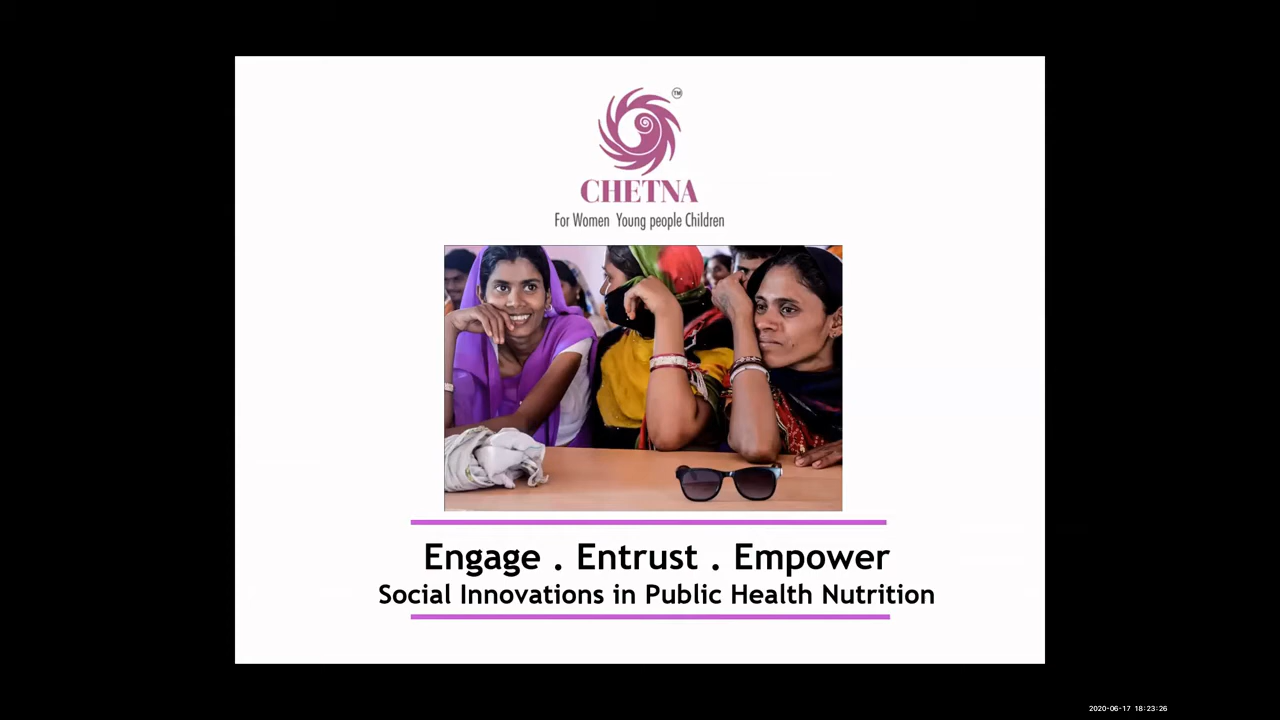 TM
CHETNA
For Women Young people Children
Engage . Entrust . Empower
Social Innovations in Public Health Nutrition
2020-06-17 18:23:26